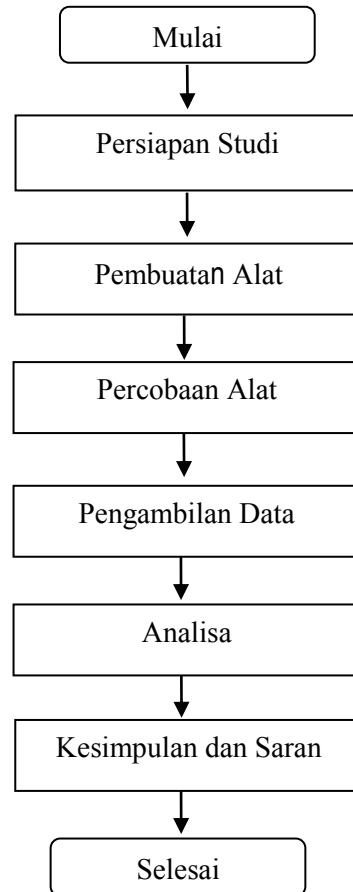 Mulai
Persiapan Studi
Pembuatan Alat
Percobaan Alat
Pengambilan Data
Analisa
Kesimpulan dan Saran
Selesai